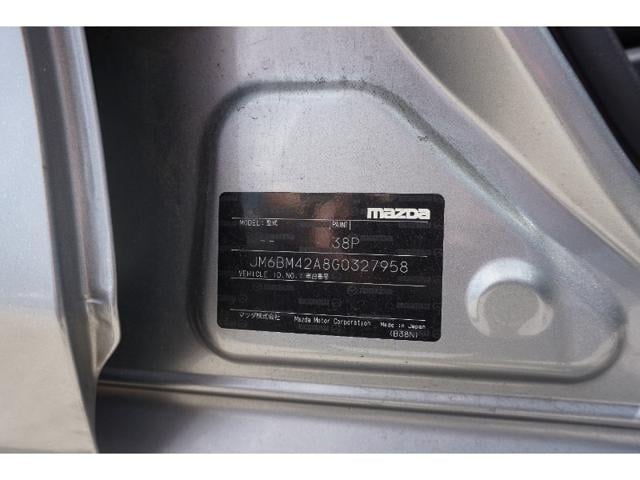 mazda
MODEL:型式 PAINT
-- 38P
JM6BM42A8G0327958
VEHICLE ID.NO.:車台番号
マツダ株式会社 Mazda Motor Corporation Made in Japan
(B38N)